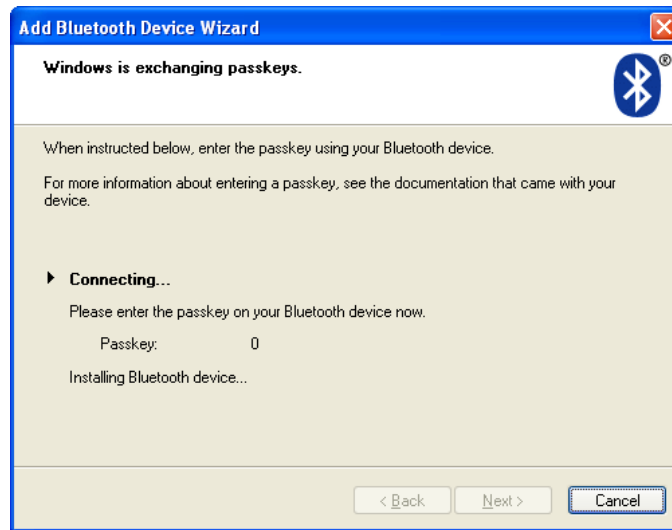 Add Bluetooth Device Wizard
Windows is exchanging passkeys.
®
When instructed below, enter the passkey using your Bluetooth device.
For more information about entering a passkey, see the documentation that came with your
device.
Connecting...
Please enter the passkey on your Bluetooth device now.
Passkey: 0
Installing Bluetooth device...
< Back Next > Cancel